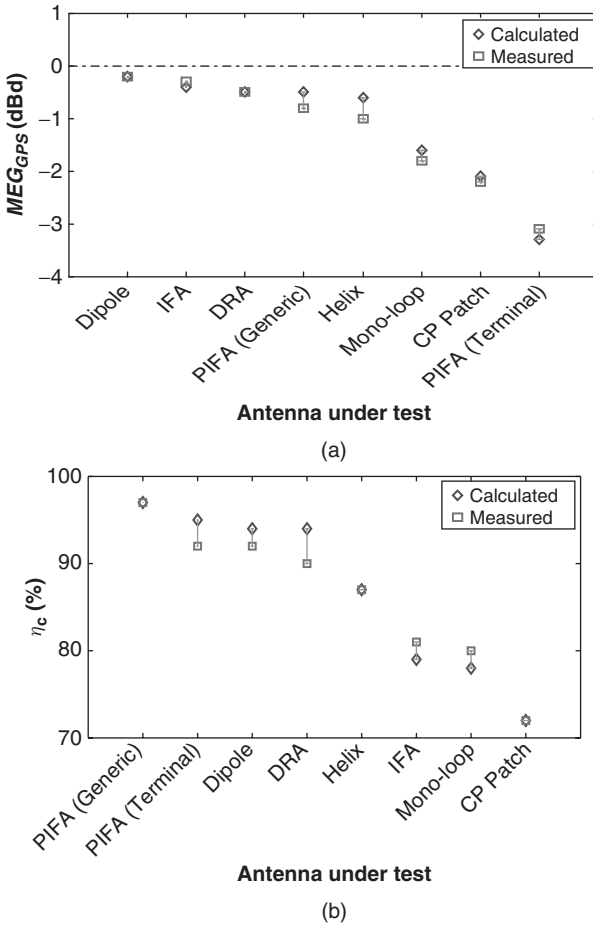 1
0
−1
−2
−3
−4
MEG_GPS (dBd)
Calculated
Measured
Dipole
IFA
DRA
PIFA (Generic)
Helix
Mono-loop
CP Patch
PIFA (Terminal)
Antenna under test
(a)
100
90
80
70
η_c (%)
Calculated
Measured
PIFA (Generic)
PIFA (Terminal)
Dipole
DRA
Helix
IFA
Mono-loop
CP Patch
Antenna under test
(b)